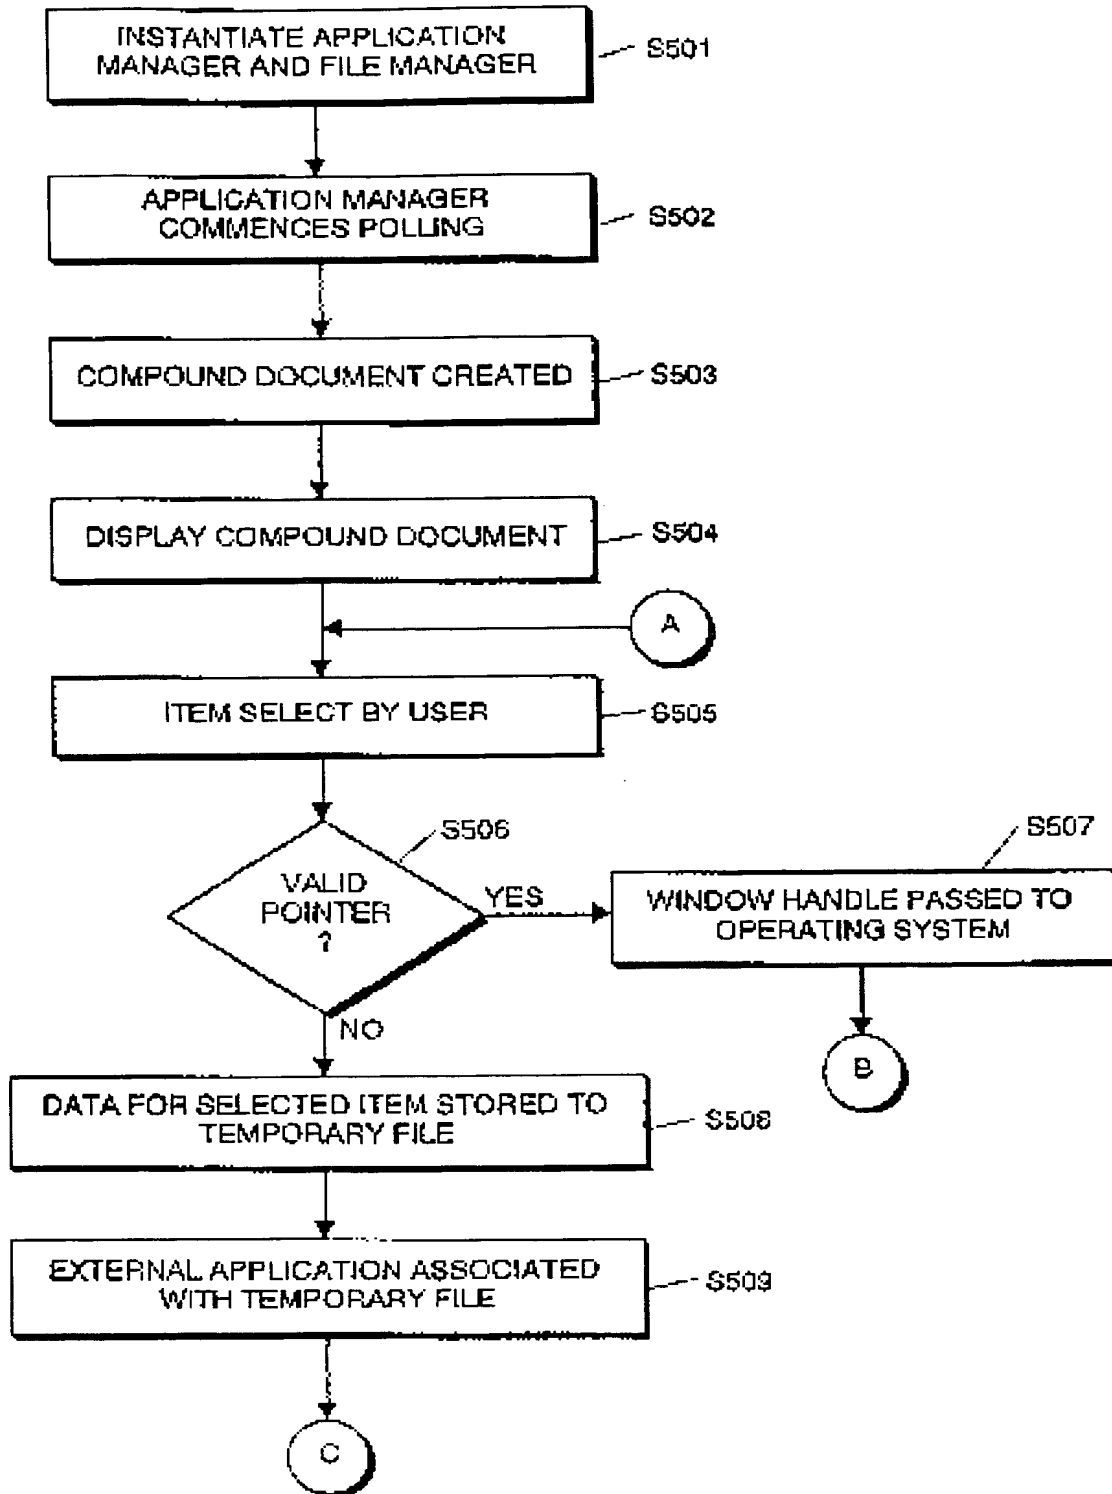 INSTANTIATE APPLICATION
MANAGER AND FILE MANAGER
S501
APPLICATION MANAGER
COMMENCES POLLING
S502
COMPOUND DOCUMENT CREATED
S503
DISPLAY COMPOUND DOCUMENT
S504
A
ITEM SELECT BY USER
S505
S506
VALID
POINTER
?
YES
NO
S507
WINDOW HANDLE PASSED TO
OPERATING SYSTEM
B
DATA FOR SELECTED ITEM STORED TO
TEMPORARY FILE
S508
EXTERNAL APPLICATION ASSOCIATED
WITH TEMPORARY FILE
S509
C